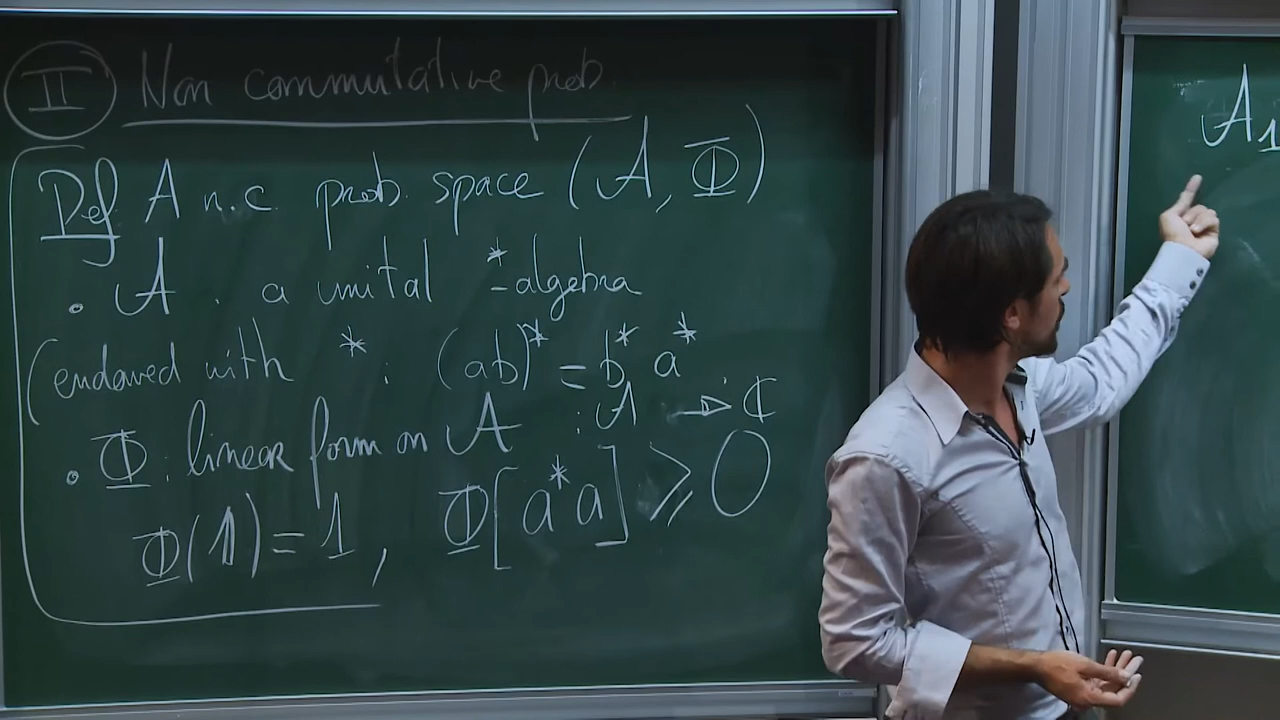 II Non commutative prob.
Def A n.c. prob. space (A, Φ)
• A : a unital *-algebra
(endowed with * : (ab)* = b* a*
• Φ : linear form on A : A → ℂ
Φ(1) = 1, Φ[a*a] ⩾ 0
A₁